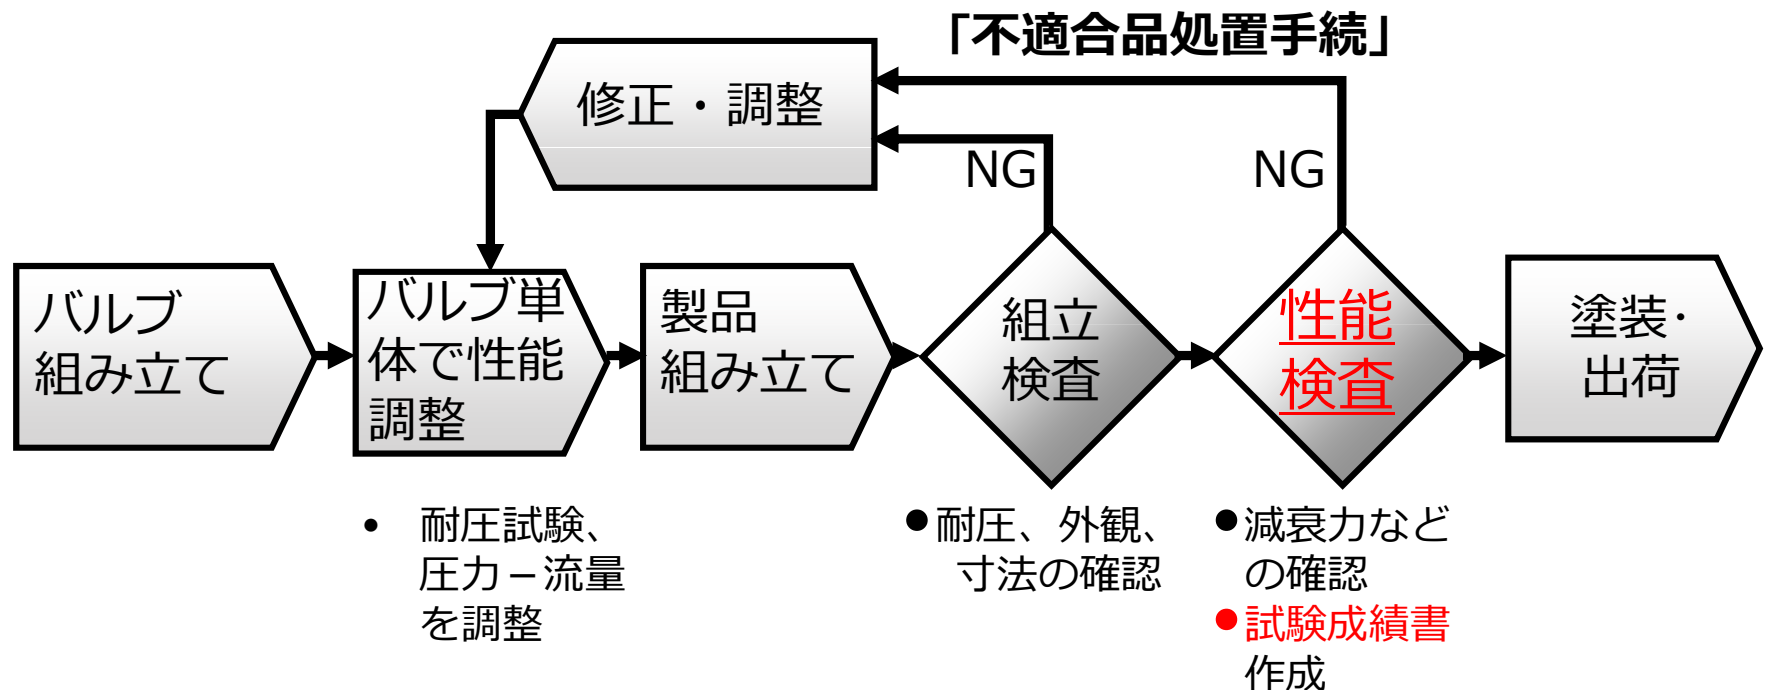 「不適合品処置手続」
修正・調整
NG
NG
バルブ
組み立て
バルブ単
体で性能
調整
製品
組み立て
組立
検査
性能
検査
塗装・
出荷
• 耐圧試験、
圧力－流量
を調整
●耐圧、外観、
寸法の確認
●減衰力など
の確認
●試験成績書
作成